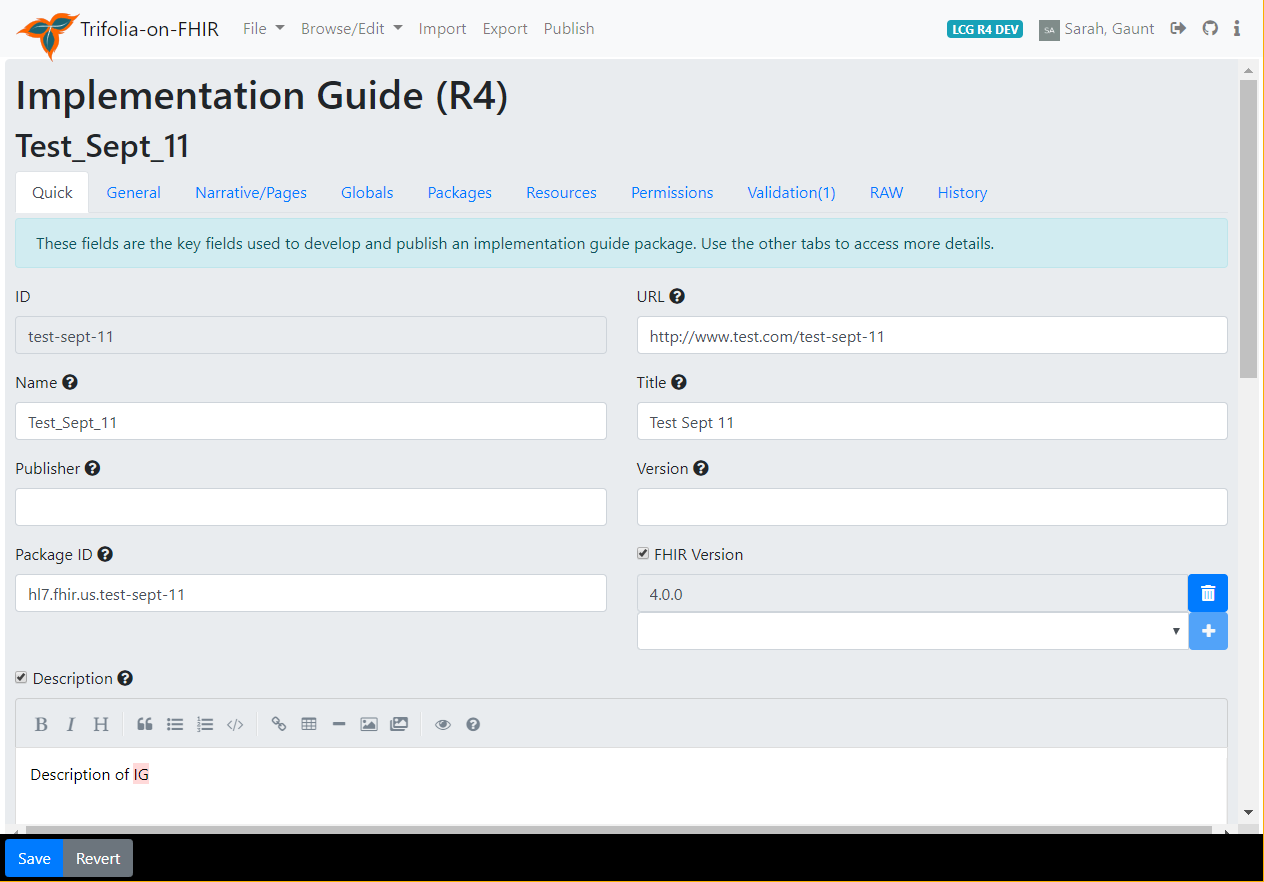 Trifolia-on-FHIR File Browse/Edit Import Export Publish LCG R4 DEV SA Sarah, Gaunt
Implementation Guide (R4)
Test_Sept_11
Quick General Narrative/Pages Globals Packages Resources Permissions Validation(1) RAW History
These fields are the key fields used to develop and publish an implementation guide package. Use the other tabs to access more details.
ID URL
test-sept-11 http://www.test.com/test-sept-11
Name Title
Test_Sept_11 Test Sept 11
Publisher Version
Package ID FHIR Version
hl7.fhir.us.test-sept-11 4.0.0
Description
B I H
Description of IG
Save Revert